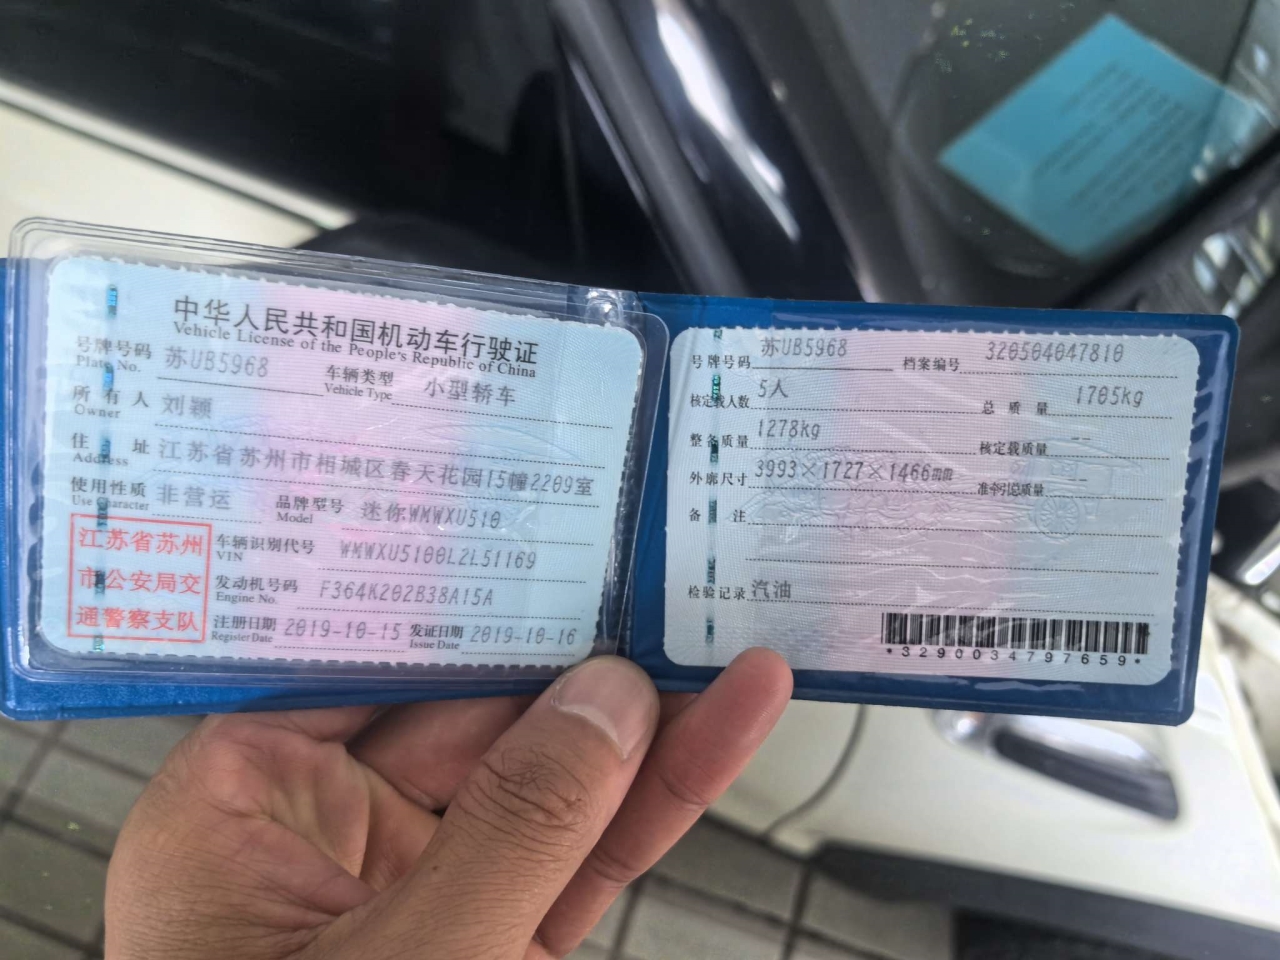 中华人民共和国机动车行驶证
Vehicle License of the People's Republic of China
号牌号码 苏UB5968 车辆类型 小型轿车
Plate No. Vehicle Type
所有人 刘颖
Owner
住址 江苏省苏州市相城区春天花园15幢2209室
Address
使用性质 非营运 品牌型号 迷你WMWXU510
Use Character Model
江苏省苏州
市公安局交
通警察支队
车辆识别代号 WMWXU5100L2L51169
VIN
发动机号码 F364K202B38A15A
Engine No.
注册日期 2019-10-15 发证日期 2019-10-16
Register Date Issue Date
号牌号码 苏UB5968 档案编号 320504047810
核定载人数 5人 总质量 1705kg
整备质量 1278kg 核定载质量 --
外廓尺寸 3993×1727×1466mm 准牵引总质量 --
备注
检验记录 汽油
*3290034797659*